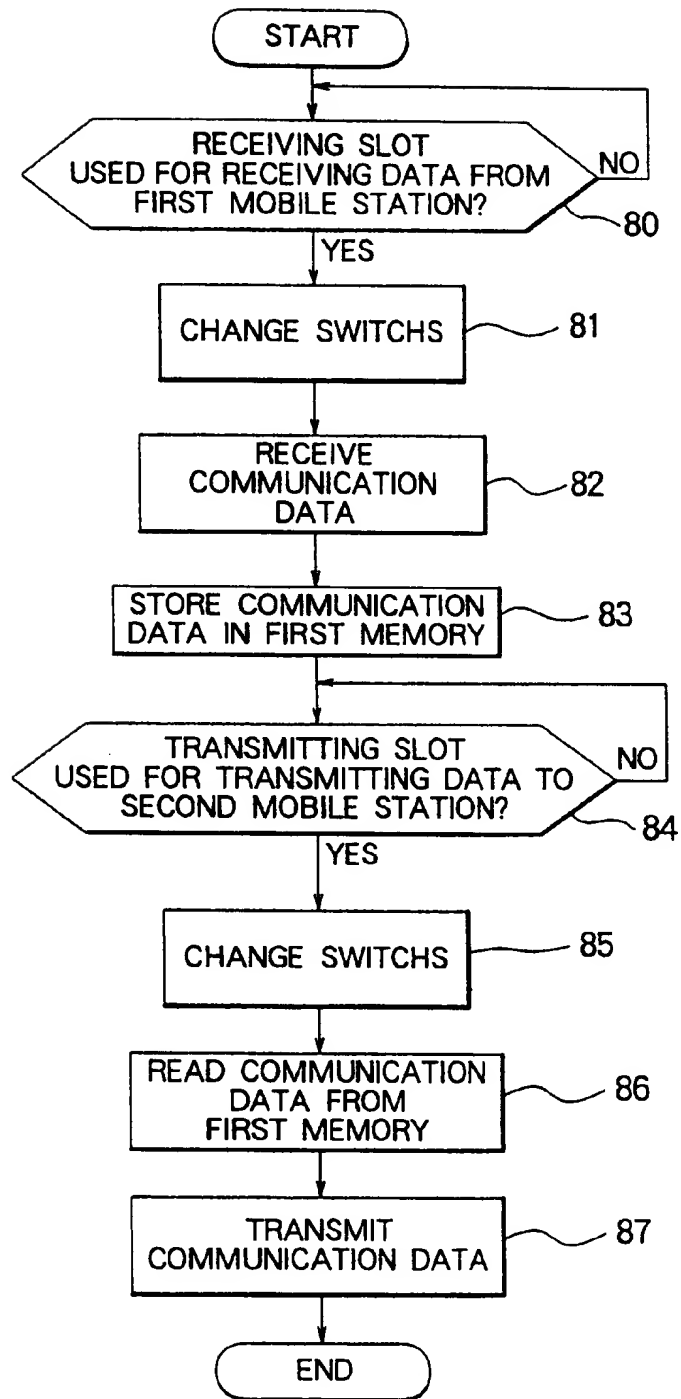 START
RECEIVING SLOT
USED FOR RECEIVING DATA FROM
FIRST MOBILE STATION?
NO
80
YES
CHANGE SWITCHS
81
RECEIVE
COMMUNICATION
DATA
82
STORE COMMUNICATION
DATA IN FIRST MEMORY
83
TRANSMITTING SLOT
USED FOR TRANSMITTING DATA TO
SECOND MOBILE STATION?
NO
84
YES
CHANGE SWITCHS
85
READ COMMUNICATION
DATA FROM
FIRST MEMORY
86
TRANSMIT
COMMUNICATION DATA
87
END